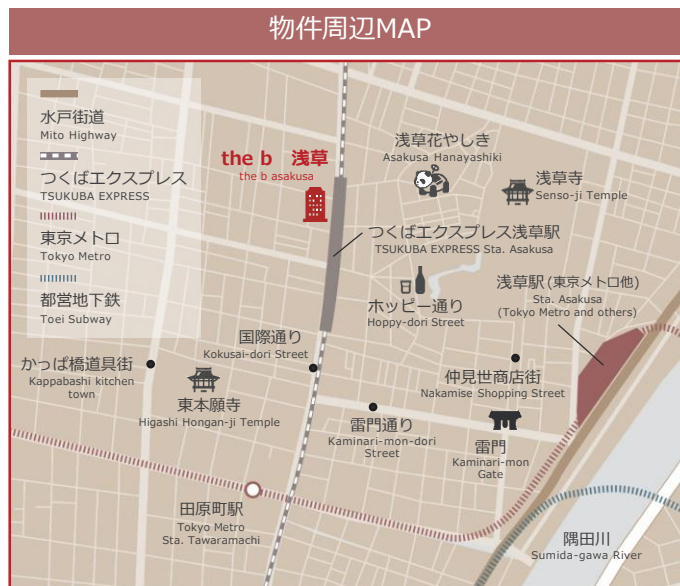 物件周辺MAP
水戸街道
Mito Highway
つくばエクスプレス
TSUKUBA EXPRESS
東京メトロ
Tokyo Metro
都営地下鉄
Toei Subway
the b 浅草
the b asakusa
浅草花やしき
Asakusa Hanayashiki
浅草寺
Senso-ji Temple
つくばエクスプレス浅草駅
TSUKUBA EXPRESS Sta. Asakusa
浅草駅(東京メトロ他)
Sta. Asakusa
(Tokyo Metro and others)
ホッピー通り
Hoppy-dori Street
国際通り
Kokusai-dori Street
かっぱ橋道具街
Kappabashi kitchen
town
東本願寺
Higashi Hongan-ji Temple
仲見世商店街
Nakamise Shopping Street
雷門通り
Kaminari-mon-dori
Street
雷門
Kaminari-mon
Gate
田原町駅
Tokyo Metro
Sta. Tawaramachi
隅田川
Sumida-gawa River